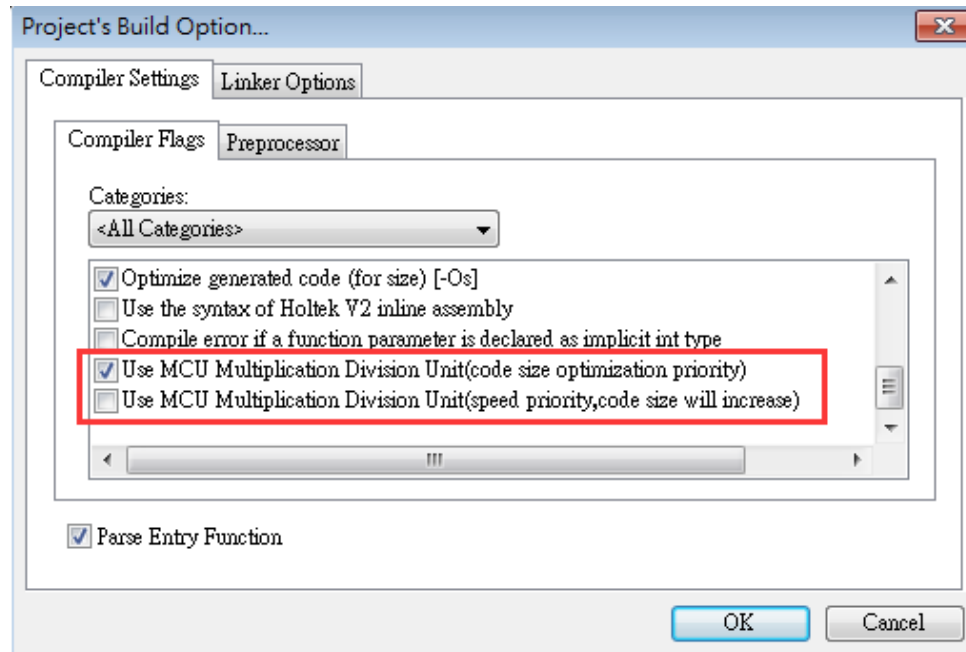 Project's Build Option...
Compiler Settings
Linker Options
Compiler Flags
Preprocessor
Categories:
<All Categories>
Optimize generated code (for size) [-Os]
Use the syntax of Holtek V2 inline assembly
Compile error if a function parameter is declared as implicit int type
Use MCU Multiplication Division Unit(code size optimization priority)
Use MCU Multiplication Division Unit(speed priority,code size will increase)
Parse Entry Function
OK
Cancel